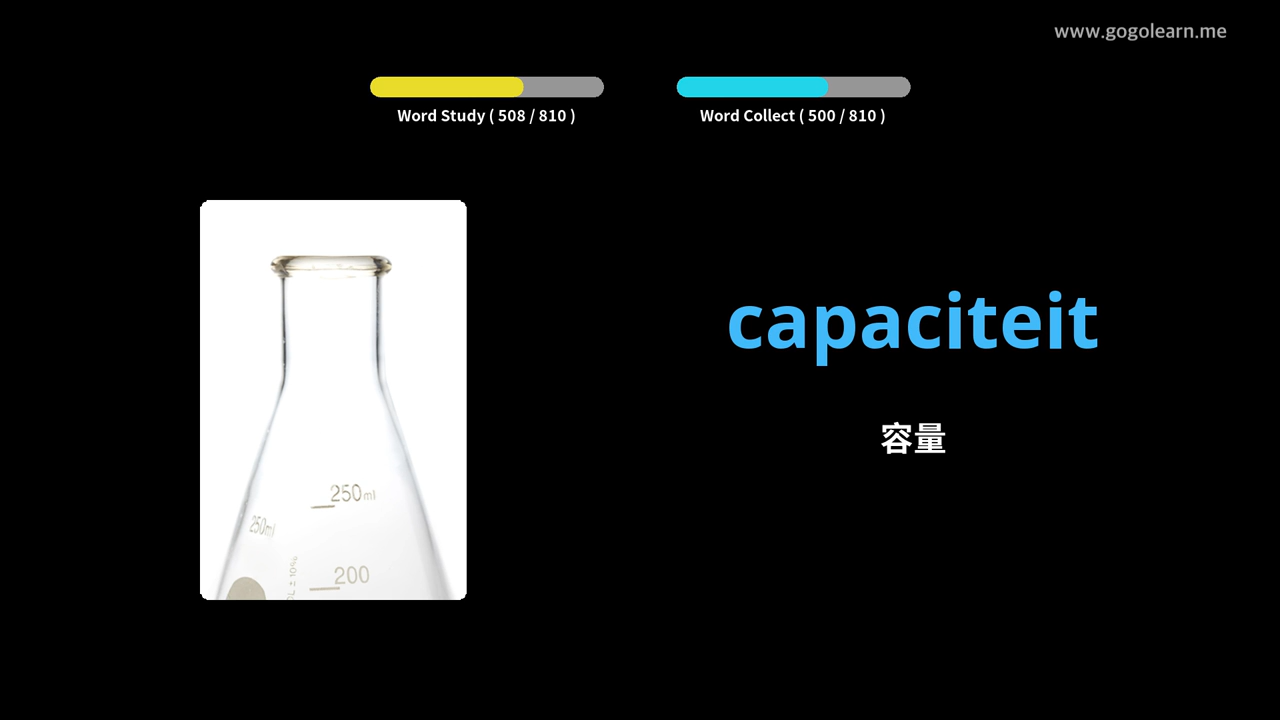 www.gogolearn.me
Word Study ( 508 / 810 )
Word Collect ( 500 / 810 )
capaciteit
容量
250ml
250ml
200